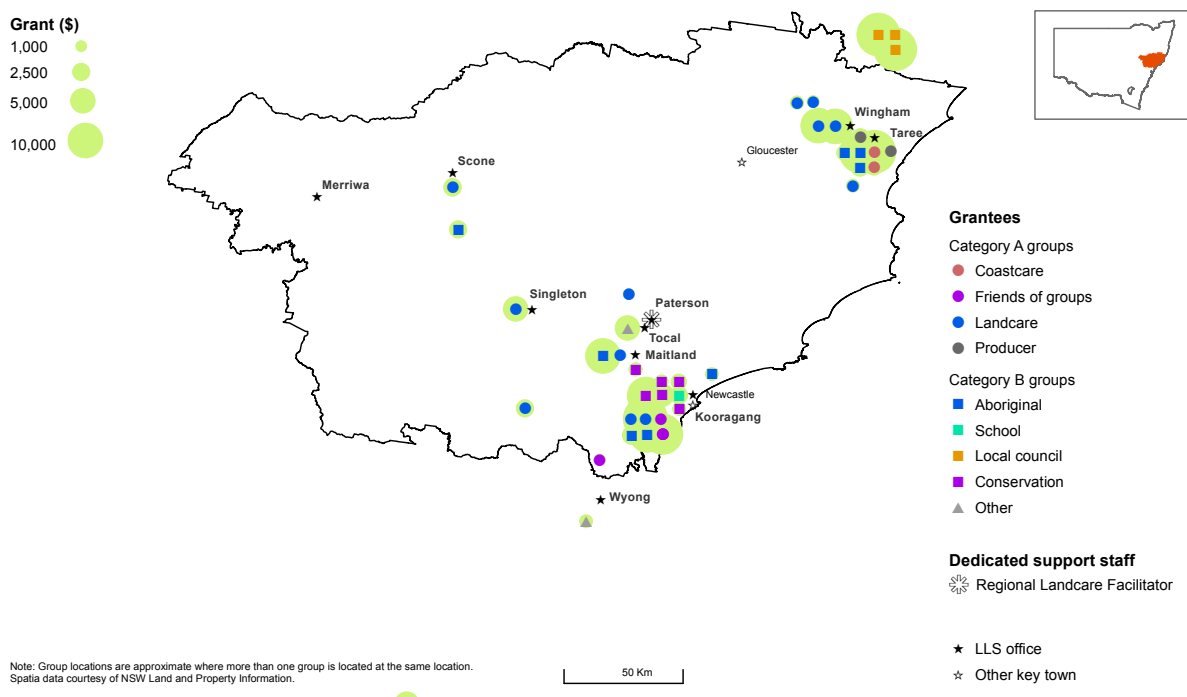 Grant ($)
1,000
2,500
5,000
10,000
Wingham
Taree
Gloucester
Scone
Merriwa
Singleton
Paterson
Tocal
Maitland
Newcastle
Kooragang
Wyong
Grantees
Category A groups
Coastcare
Friends of groups
Landcare
Producer
Category B groups
Aboriginal
School
Local council
Conservation
Other
Dedicated support staff
Regional Landcare Facilitator
LLS office
Other key town
Note: Group locations are approximate where more than one group is located at the same location.
Spatia data courtesy of NSW Land and Property Information.
50 Km